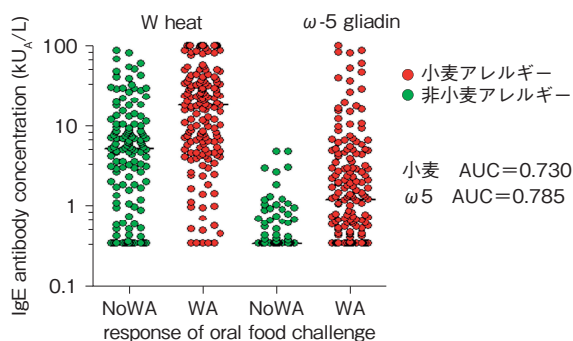 W heat
ω-5 gliadin
IgE antibody concentration (kUA/L)
100
10
1
0.1
NoWA
WA
NoWA
WA
response of oral food challenge
小麦アレルギー
非小麦アレルギー
小麦 AUC=0.730
ω5 AUC=0.785